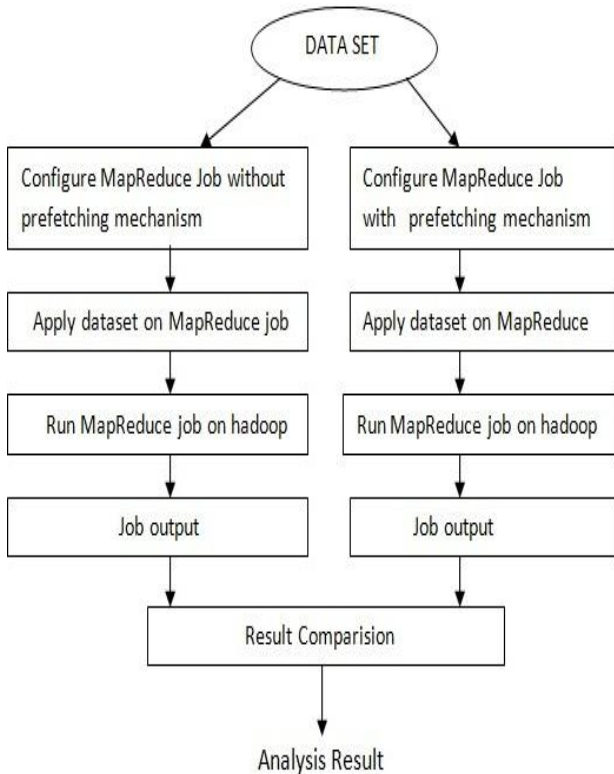 DATA SET
Configure MapReduce Job without
prefetching mechanism
Configure MapReduce Job
with prefetching mechanism
Apply dataset on MapReduce job
Apply dataset on MapReduce
Run MapReduce job on hadoop
Run MapReduce job on hadoop
Job output
Job output
Result Comparision
Analysis Result